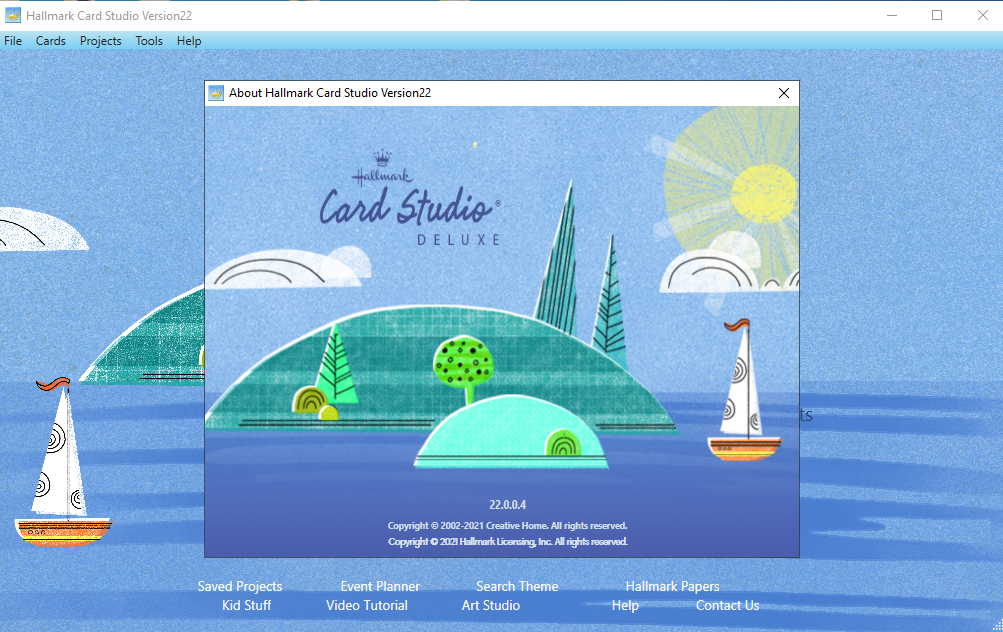 Hallmark Card Studio Version22
File Cards Projects Tools Help
About Hallmark Card Studio Version22
Hallmark
Card Studio®
DELUXE
ts
22.0.0.4
Copyright © 2002-2021 Creative Home. All rights reserved.
Copyright © 2021 Hallmark Licensing, Inc. All rights reserved.
Saved Projects Event Planner Search Theme Hallmark Papers
Kid Stuff Video Tutorial Art Studio Help Contact Us